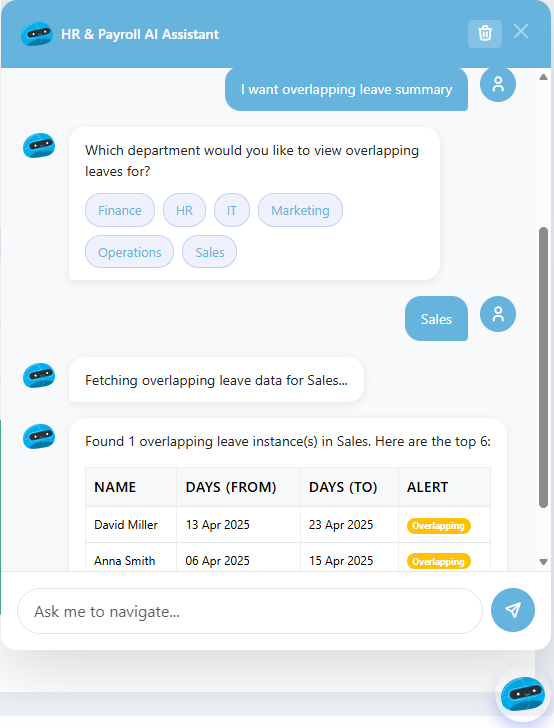 HR & Payroll AI Assistant
I want overlapping leave summary
Which department would you like to view overlapping
leaves for?
Finance HR IT Marketing
Operations Sales
Sales
Fetching overlapping leave data for Sales...
Found 1 overlapping leave instance(s) in Sales. Here are the top 6:
NAME DAYS (FROM) DAYS (TO) ALERT
David Miller 13 Apr 2025 23 Apr 2025 Overlapping
Anna Smith 06 Apr 2025 15 Apr 2025 Overlapping
Ask me to navigate...